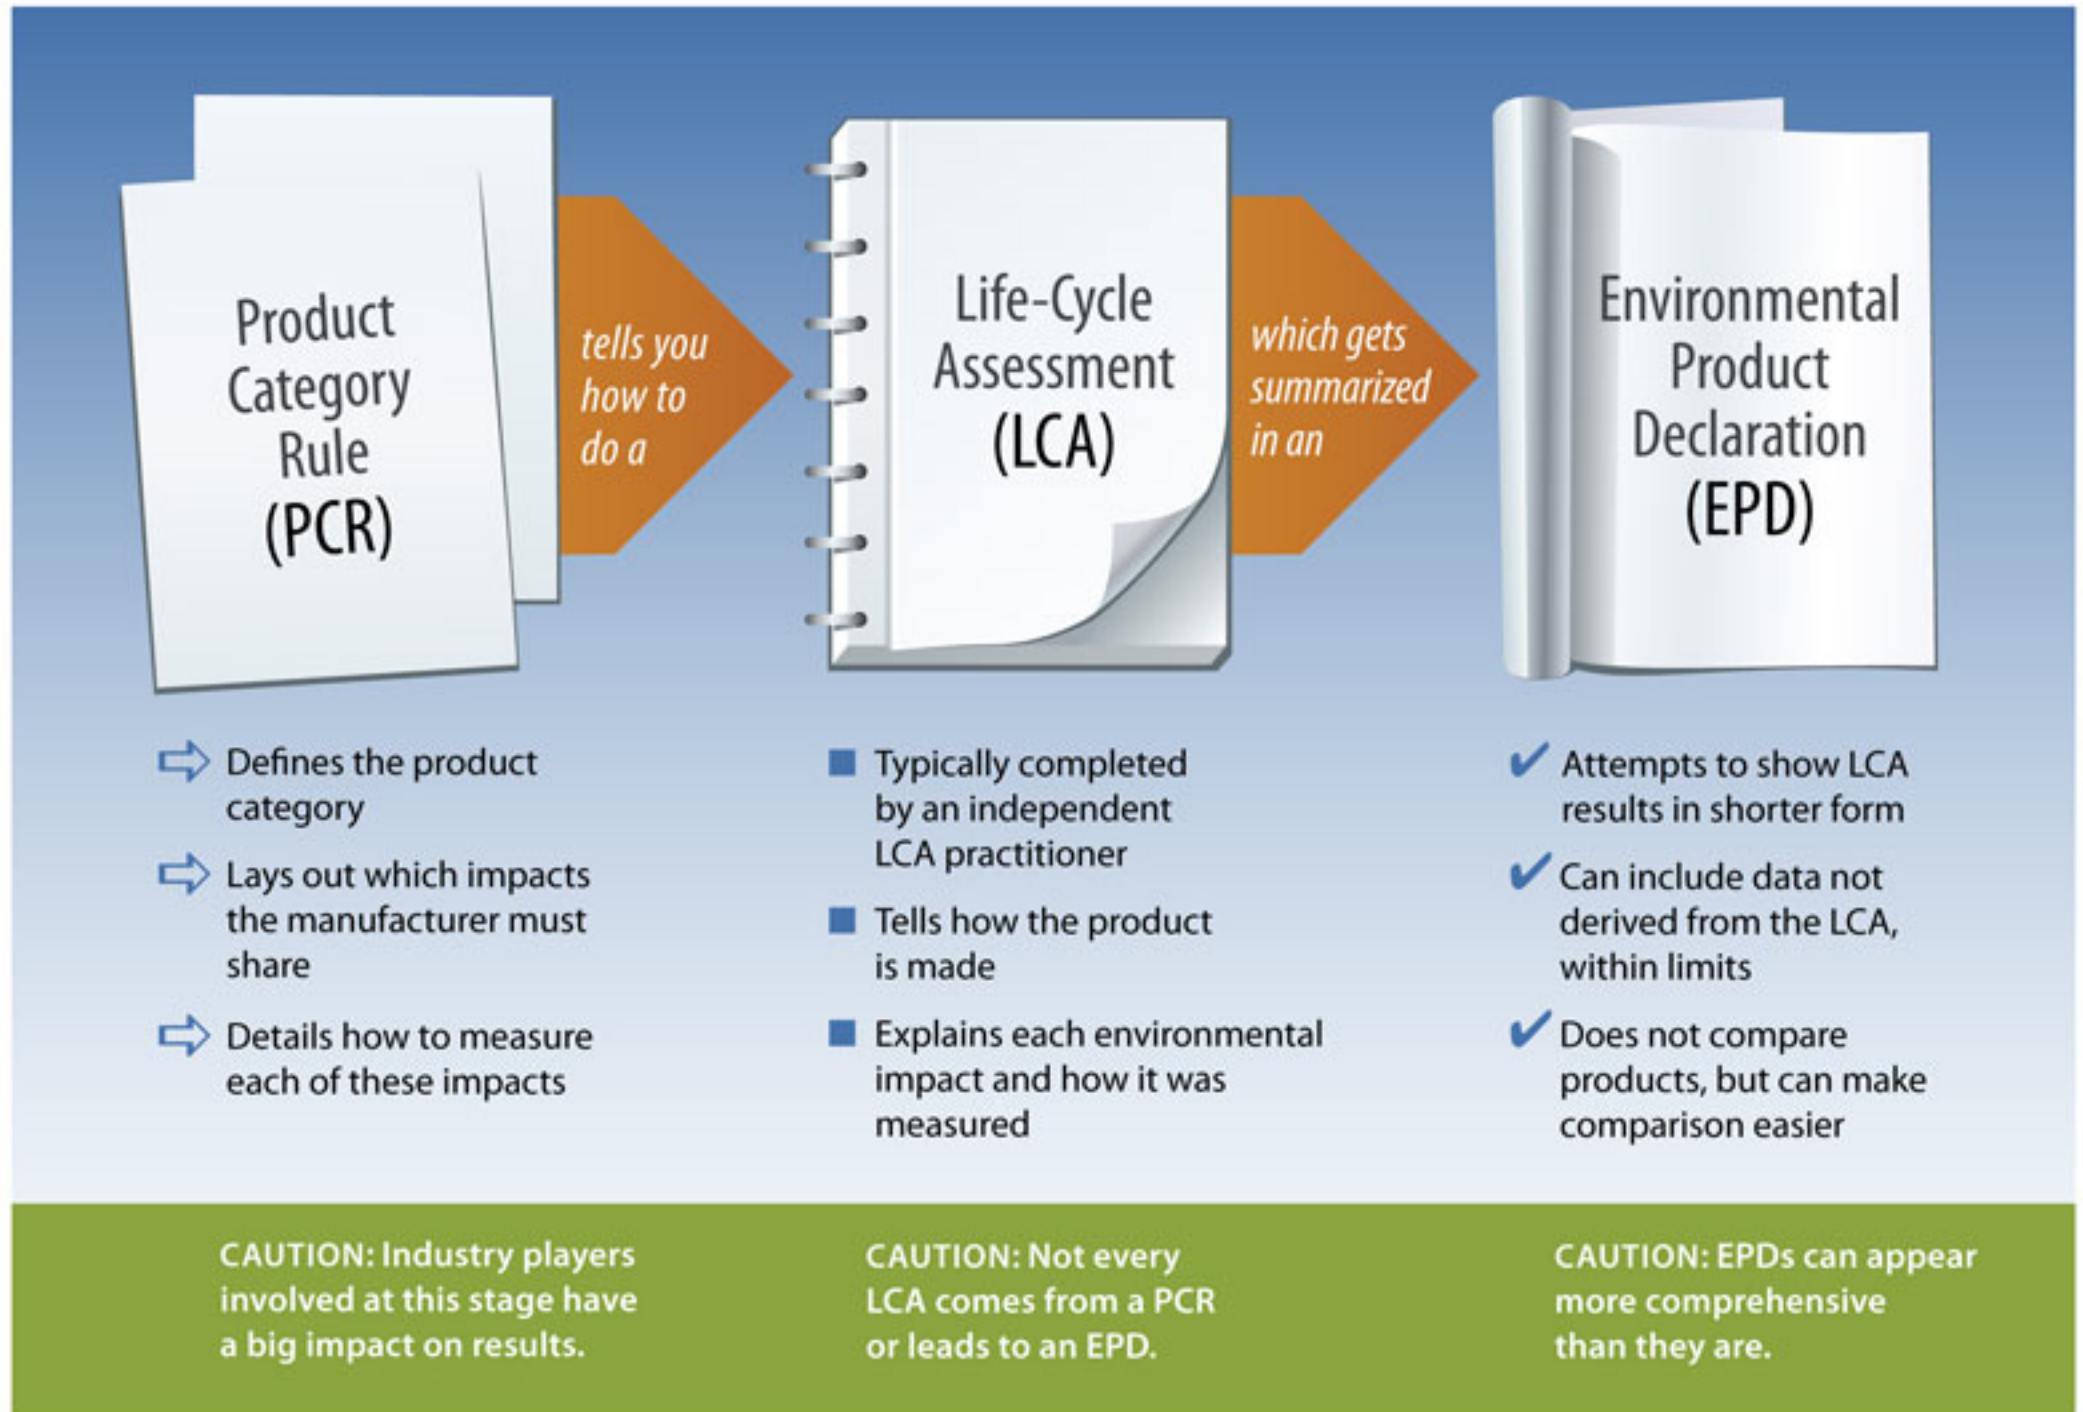 Product
Category
Rule
(PCR)
tells you
how to
do a
Life-Cycle
Assessment
(LCA)
which gets
summarized
in an
Environmental
Product
Declaration
(EPD)
Defines the product
category
Lays out which impacts
the manufacturer must
share
Details how to measure
each of these impacts
Typically completed
by an independent
LCA practitioner
Tells how the product
is made
Explains each environmental
impact and how it was
measured
Attempts to show LCA
results in shorter form
Can include data not
derived from the LCA,
within limits
Does not compare
products, but can make
comparison easier
CAUTION: Industry players
involved at this stage have
a big impact on results.
CAUTION: Not every
LCA comes from a PCR
or leads to an EPD.
CAUTION: EPDs can appear
more comprehensive
than they are.